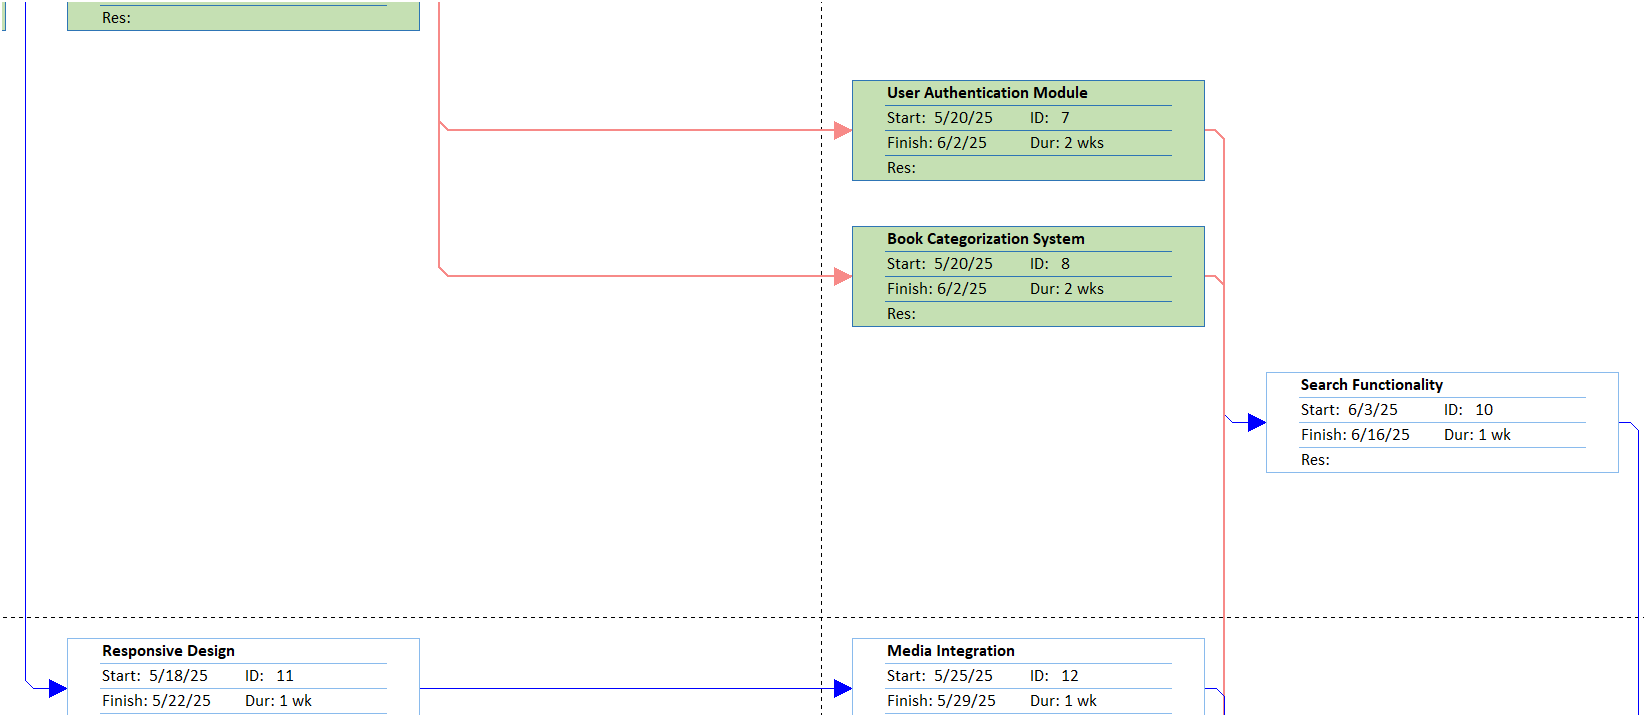 Res:
User Authentication Module
Start: 5/20/25 ID: 7
Finish: 6/2/25 Dur: 2 wks
Res:
Book Categorization System
Start: 5/20/25 ID: 8
Finish: 6/2/25 Dur: 2 wks
Res:
Search Functionality
Start: 6/3/25 ID: 10
Finish: 6/16/25 Dur: 1 wk
Res:
Responsive Design
Start: 5/18/25 ID: 11
Finish: 5/22/25 Dur: 1 wk
Media Integration
Start: 5/25/25 ID: 12
Finish: 5/29/25 Dur: 1 wk